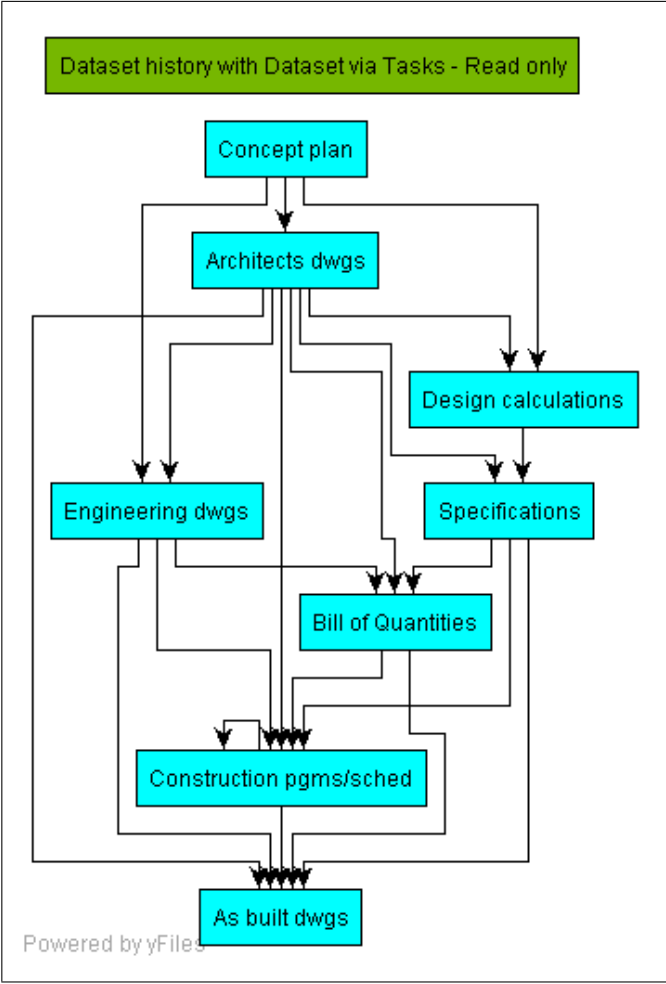 Dataset history with Dataset via Tasks - Read only
Concept plan
Architects dwgs
Design calculations
Engineering dwgs
Specifications
Bill of Quantities
Construction pgms/sched
As built dwgs
Powered by yFiles